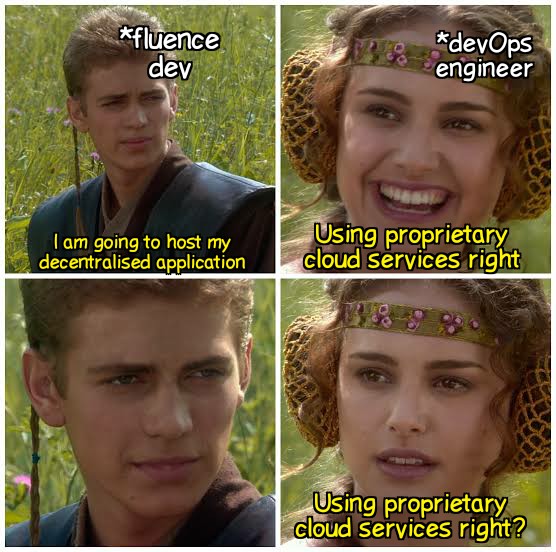 *fluence
dev
I am going to host my
decentralised application
*devOps
engineer
Using proprietary
cloud services right
Using proprietary
cloud services right?